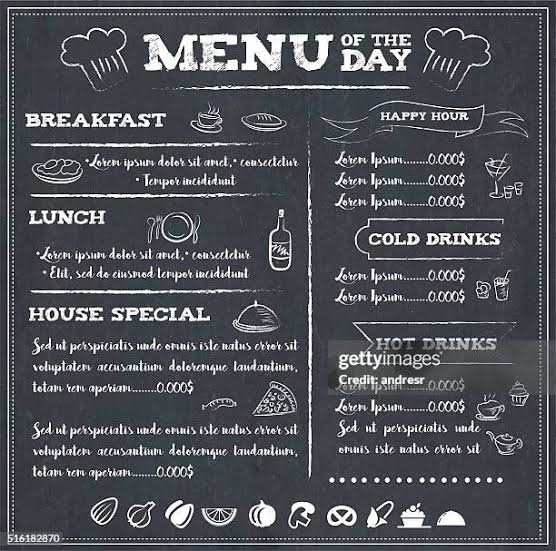 MENU OF THE DAY
BREAKFAST
•Lorem ipsum dolor sit amet,• consectetur
• Tempor incididunt
LUNCH
•Lorem ipsum dolor sit amet, • consectetur
• Elit, sed do eiusmod tempor incididunt
HOUSE SPECIAL
Sed ut perspiciatis unde omnis iste natus error sit
voluptatem accusantium doloremque laudantium,
totam rem aperiam.........0.000$
Sed ut perspiciatis unde omnis iste natus error sit
voluptatem accusantium doloremque laudantium,
totam rem aperiam.........0.000$
HAPPY HOUR
Lorem Ipsum.......0.000$
Lorem Ipsum.......0.000$
Lorem Ipsum.......0.000$
COLD DRINKS
Lorem Ipsum.......0.000$
Lorem Ipsum.......0.000$
HOT DRINKS
gettyimages
Credit: andresr
Lorem Ipsum.......0.000$
Lorem Ipsum.......0.000$
Sed ut perspiciatis unde
omnis iste natus error sit
516182870